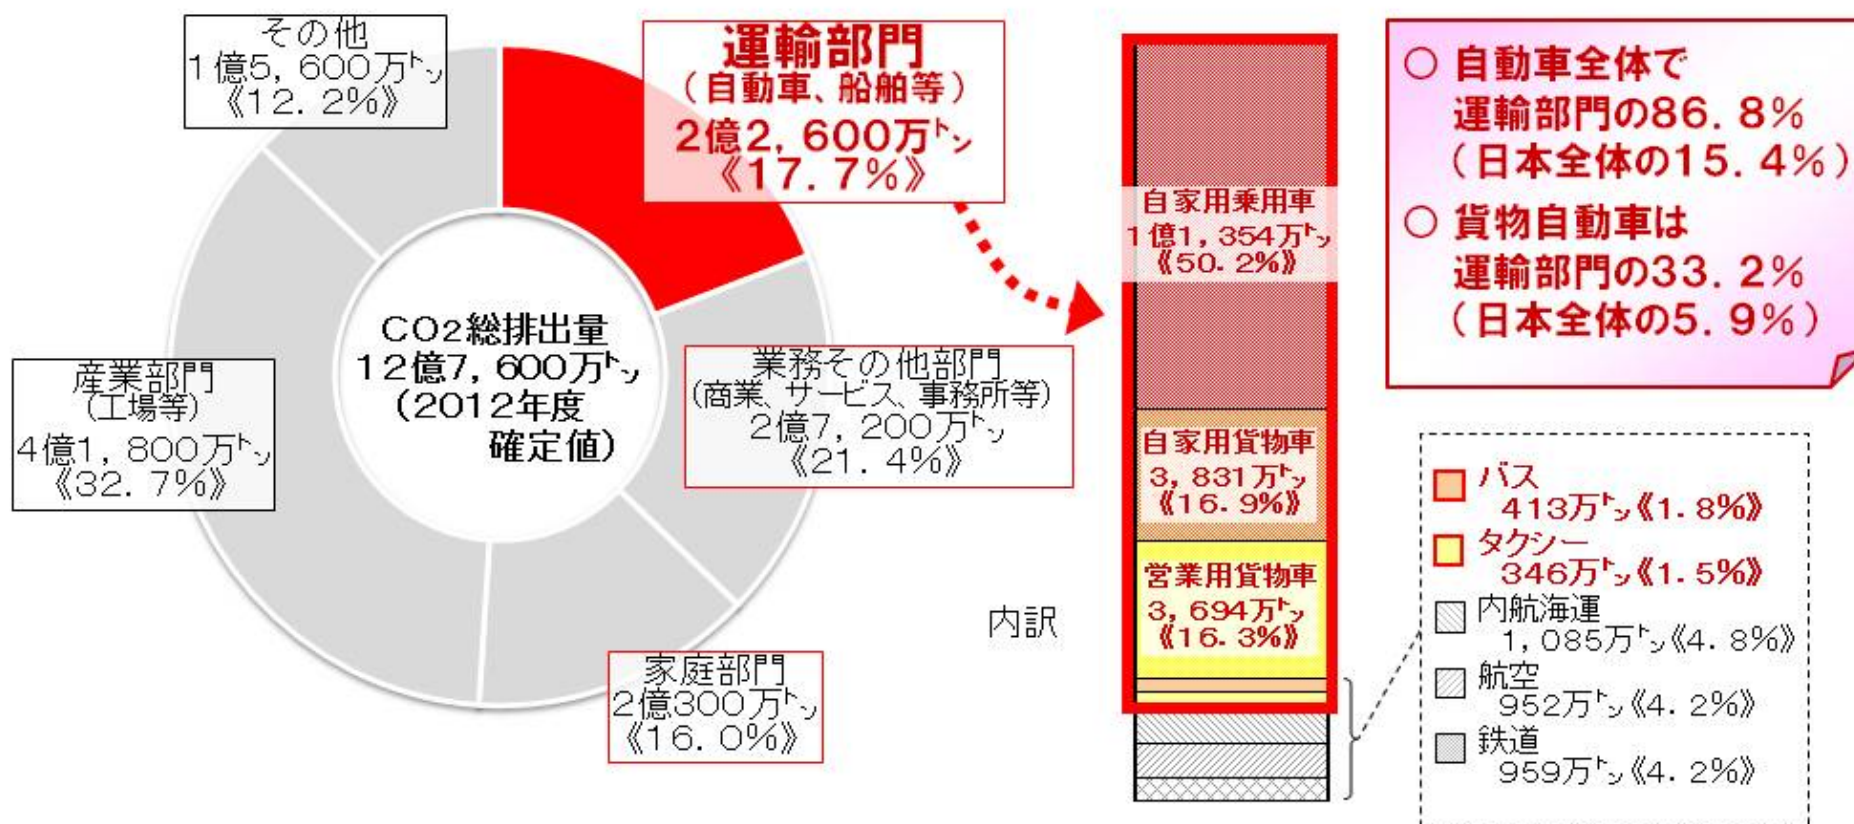 その他
1億5,600万㌧
《12.2%》
運輸部門
(自動車、船舶等)
2億2,600万㌧
《17.7%》
CO2総排出量
12億7,600万㌧
(2012年度
確定値)
業務その他部門
(商業、サービス、事務所等)
2億7,200万㌧
《21.4%》
産業部門
(工場等)
4億1,800万㌧
《32.7%》
家庭部門
2億300万㌧
《16.0%》
内訳
自家用乗用車
1億1,354万㌧
《50.2%》
自家用貨物車
3,831万㌧
《16.9%》
営業用貨物車
3,694万㌧
《16.3%》
○ 自動車全体で
運輸部門の86.8%
(日本全体の15.4%)
○ 貨物自動車は
運輸部門の33.2%
(日本全体の5.9%)
バス
413万㌧《1.8%》
タクシー
346万㌧《1.5%》
内航海運
1,085万㌧《4.8%》
航空
952万㌧《4.2%》
鉄道
959万㌧《4.2%》